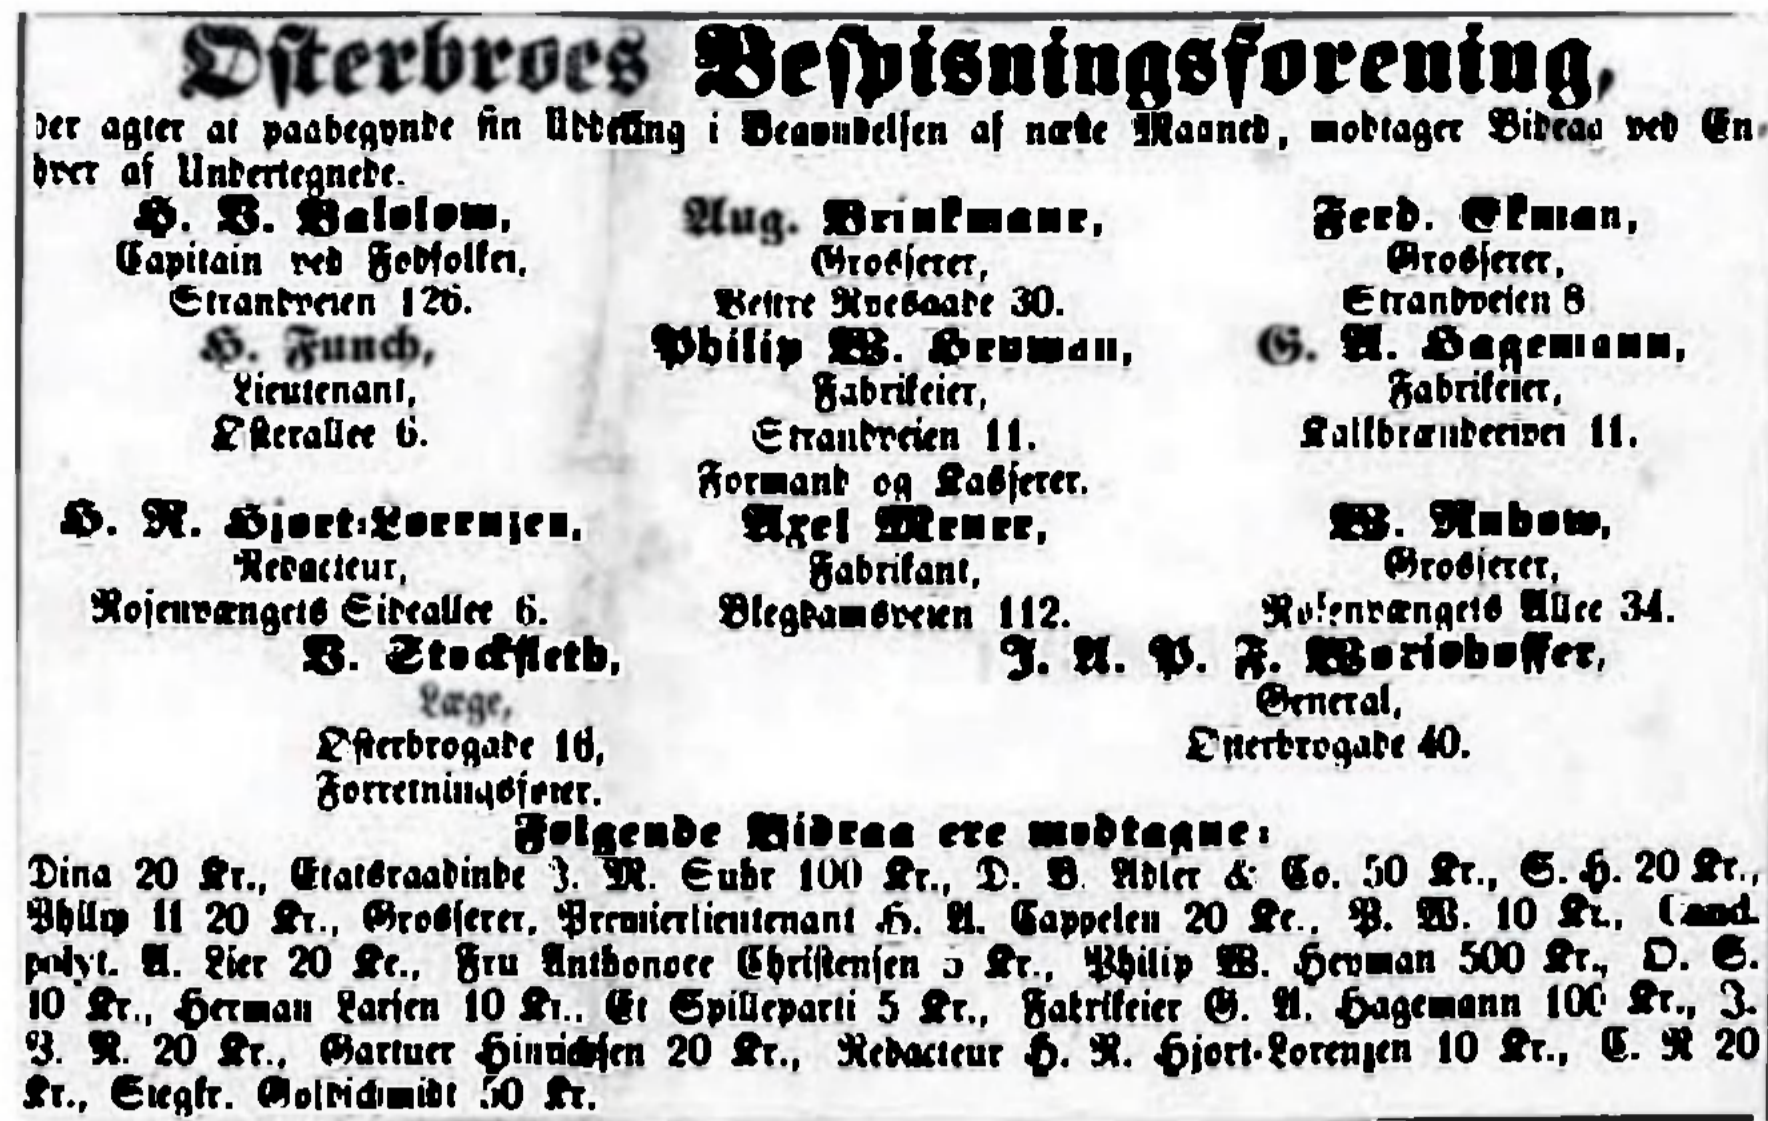 Østerbroes Bespisningsforening,
der agter at paabegynde sin Uddeling i Begyndelsen af næste Maaned, modtager Bidrag ved En-
hver af Undertegnede.
H. V. Balslow, Aug. Brinkmann, Ferd. Ekman,
Capitain ved Fodfolket, Grosserer, Grosserer,
Strandveien 126. Vestre 30. Strandveien 8
H. Funch, Philip W. Heyman, G. A. Hagemann,
Lieutenant, Fabrikeier, Fabrikeier,
Østerallee 6. Strandveien 11. Kalkbrænderivei 11.
Formand og Kasserer.
H. R. Hjort-Lorenzen, Axel Meyer, W. Rubow,
Redacteur, Fabrikant, Grosserer,
Rosenvængets Sideallee 6. Blegdamsveien 112. Rosenvængets Allee 34.
V. Stockfleth, J. A. P. F. Worishoffer,
Læge, General,
Østerbrogade 16, Østerbrogade 40.
Forretningsfører.
Følgende Bidrag ere modtagne:
Dina 20 Kr., Etatsraadinde J. M. Suhr 100 Kr., D. B. Adler & Co. 50 Kr., S. H. 20 Kr.,
Philip 11 20 Kr., Grosserer, Premierlieutenant H. A. Cappelen 20 Kr., P. W. 10 Kr., Cand.
polyt. A. Lier 20 Kr., Fru Anthonore Christensen 5 Kr., Philip W. Heyman 500 Kr., D. S.
10 Kr., Herman Larsen 10 Kr., Et Spilleparti 5 Kr., Fabrikeier G. A. Hagemann 100 Kr., J.
P. R. 20 Kr., Gartner Hinrichsen 20 Kr., Redacteur H. R. Hjort-Lorenzen 10 Kr., C. R 20
Kr., Siegfr. Goldschmidt 50 Kr.